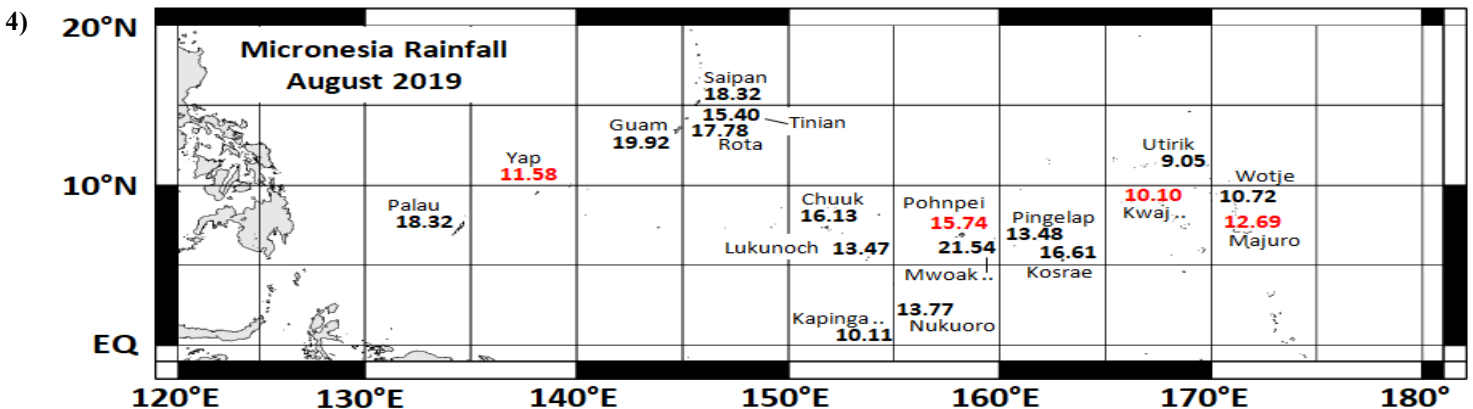 4)
20°N
Micronesia Rainfall
August 2019
Saipan
18.32
15.40
Tinian
Guam
17.78
19.92
Rota
Yap
11.58
Utirik
9.05
10°N
Wotje
Palau
18.32
Chuuk
16.13
Pohnpei
15.74
Pingelap
13.48
10.10
Kwaj
10.72
12.69
Majuro
Lukunoch 13.47
21.54
16.61
Mwoak
Kosrae
Kapinga
10.11
13.77
Nukuoro
EQ
120°E 130°E 140°E 150°E 160°E 170°E 180°